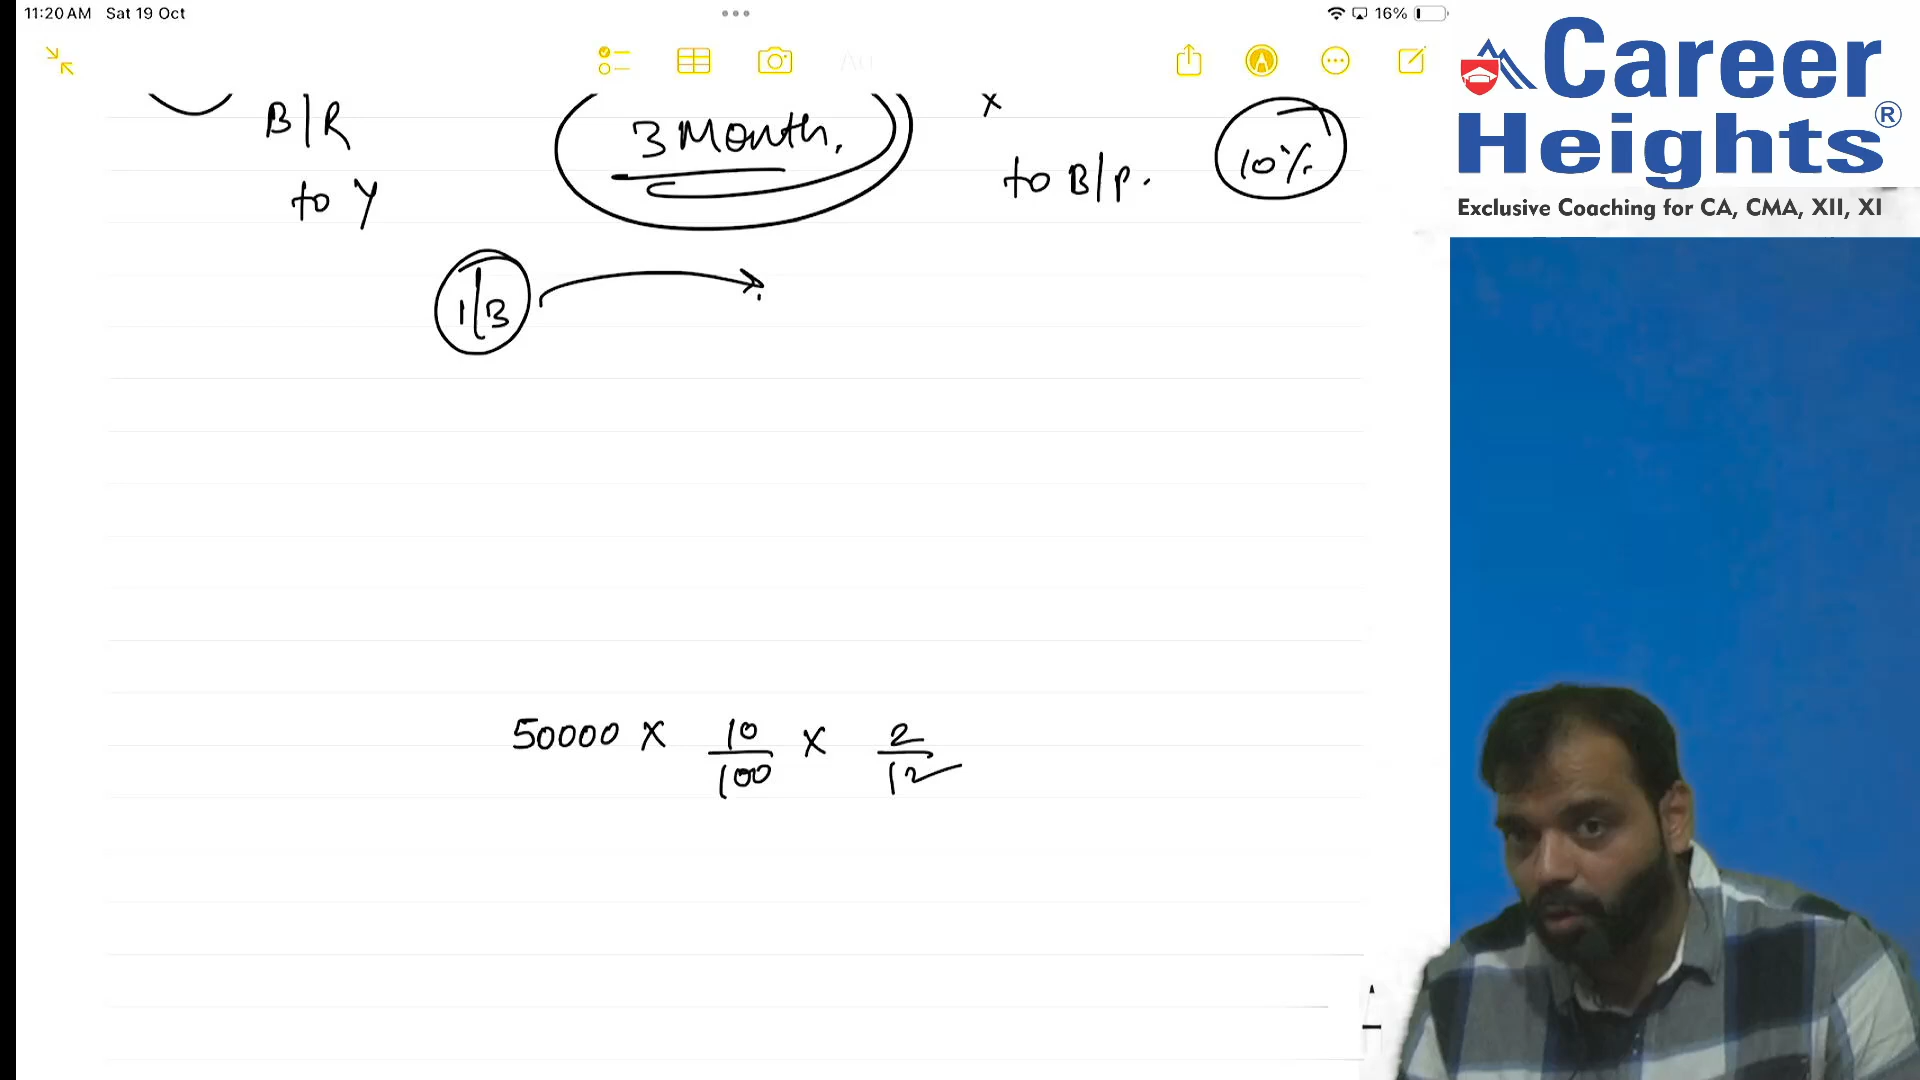 11:20 AM Sat 19 Oct
16%
Career
Heights®
Exclusive Coaching for CA, CMA, XII, XI
B/R
to Y
3 Month.
x
to B/P.
10%
1/3
50000 x 10/100 x 2/12